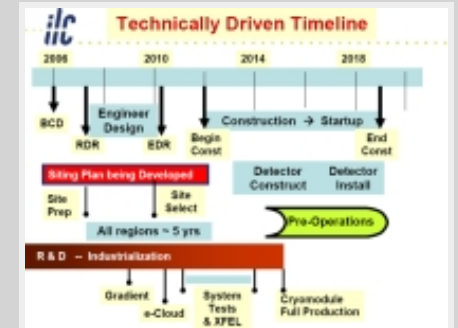 ilc
Technically Driven Timeline
2006
2010
2014
2018
BCD
Engineer
Design
RDR
EDR
Begin
Const
Construction → Startup
End
Const
Siting Plan being Developed
Detector
Construct
Detector
Install
Site
Prep
Site
Select
All regions ~ 5 yrs
Pre-Operations
R & D -- Industrialization
Gradient
e-Cloud
System
Tests
& XFEL
Cryomodule
Full Production